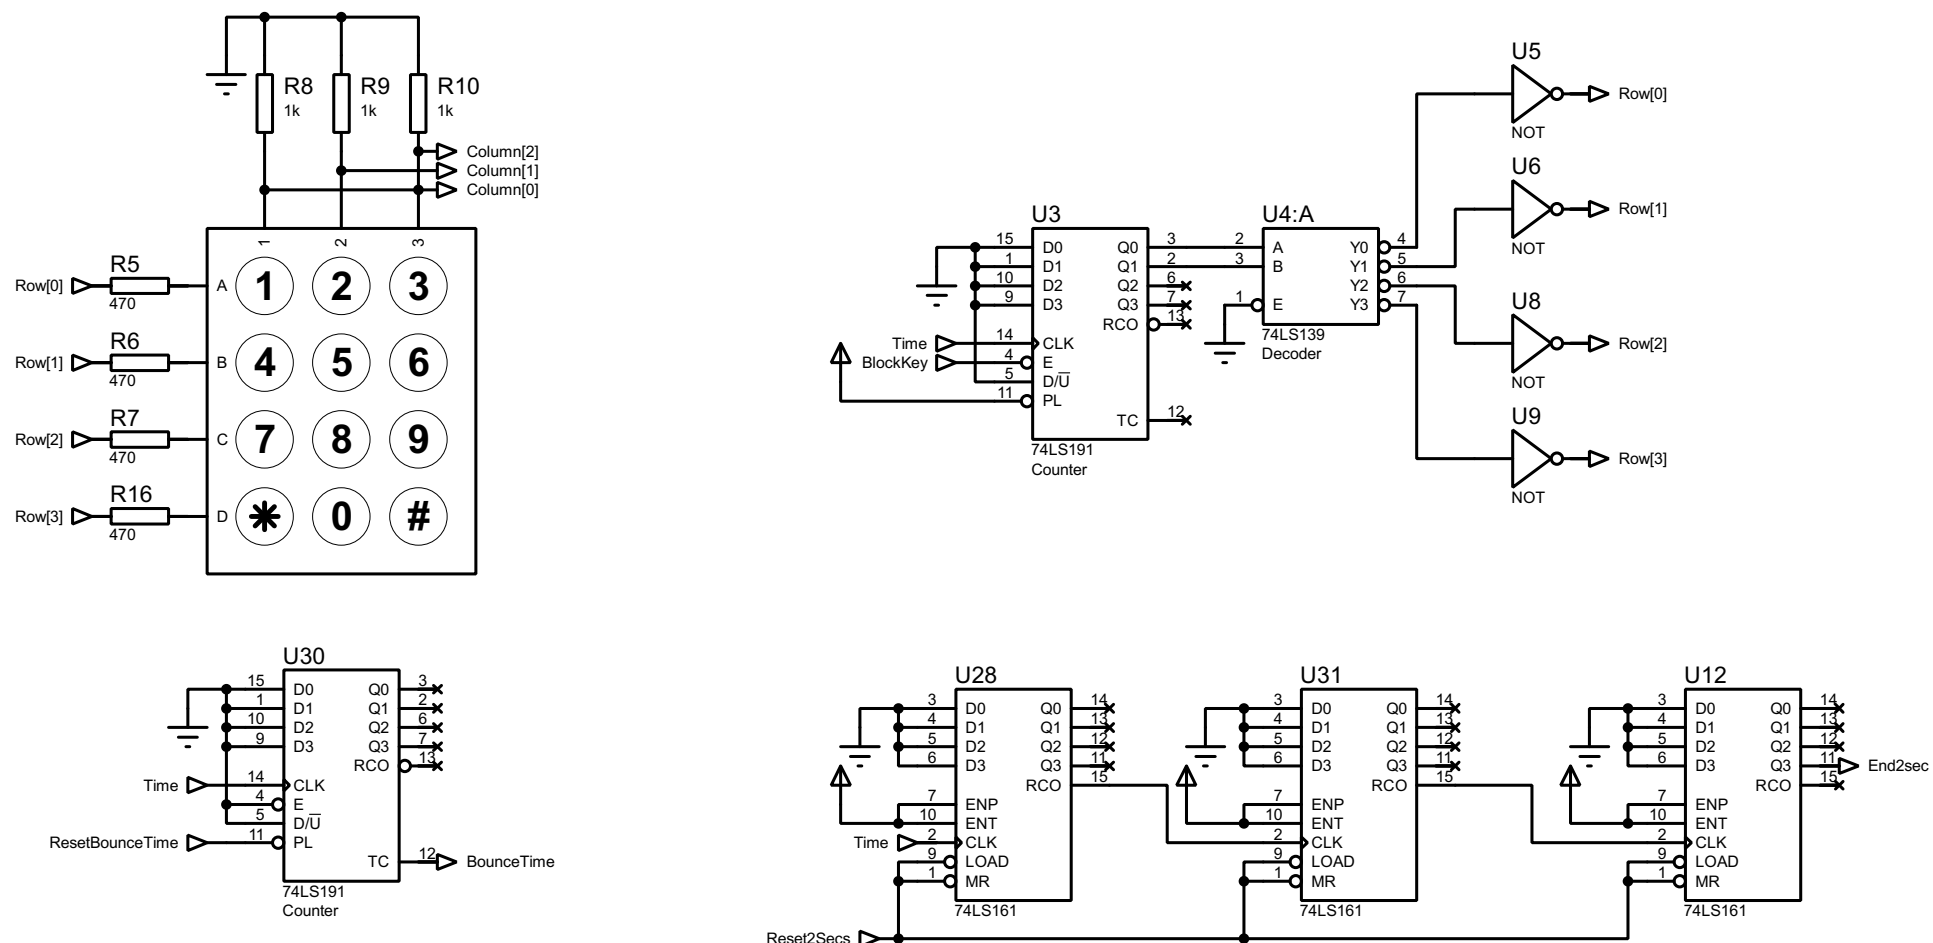 R8
1k
R9
1k
R10
1k
Column[2]
Column[1]
Column[0]
1 2 3
Row[0] R5 470 A 1 2 3
Row[1] R6 470 B 4 5 6
Row[2] R7 470 C 7 8 9
Row[3] R16 470 D * 0 #
U3
15 D0 Q0 3
1 D1 Q1 2
10 D2 Q2 6
9 D3 Q3 7
RCO 13
Time 14 CLK
BlockKey 4 E
5 D/U̅
11 PL
TC 12
74LS191
Counter
U4:A
2 A Y0 4
3 B Y1 5
Y2 6
1 E Y3 7
74LS139
Decoder
U5
Row[0]
NOT
U6
Row[1]
NOT
U8
Row[2]
NOT
U9
Row[3]
NOT
U30
15 D0 Q0 3
1 D1 Q1 2
10 D2 Q2 6
9 D3 Q3 7
RCO 13
Time 14 CLK
4 E
5 D/U̅
ResetBounceTime 11 PL
TC 12 BounceTime
74LS191
Counter
U28
3 D0 Q0 14
4 D1 Q1 13
5 D2 Q2 12
6 D3 Q3 11
RCO 15
7 ENP
10 ENT
Time 2 CLK
9 LOAD
1 MR
74LS161
U31
3 D0 Q0 14
4 D1 Q1 13
5 D2 Q2 12
6 D3 Q3 11
RCO 15
7 ENP
10 ENT
2 CLK
9 LOAD
1 MR
74LS161
U12
3 D0 Q0 14
4 D1 Q1 13
5 D2 Q2 12
6 D3 Q3 11 End2sec
RCO 15
7 ENP
10 ENT
2 CLK
9 LOAD
1 MR
74LS161
Reset2Secs